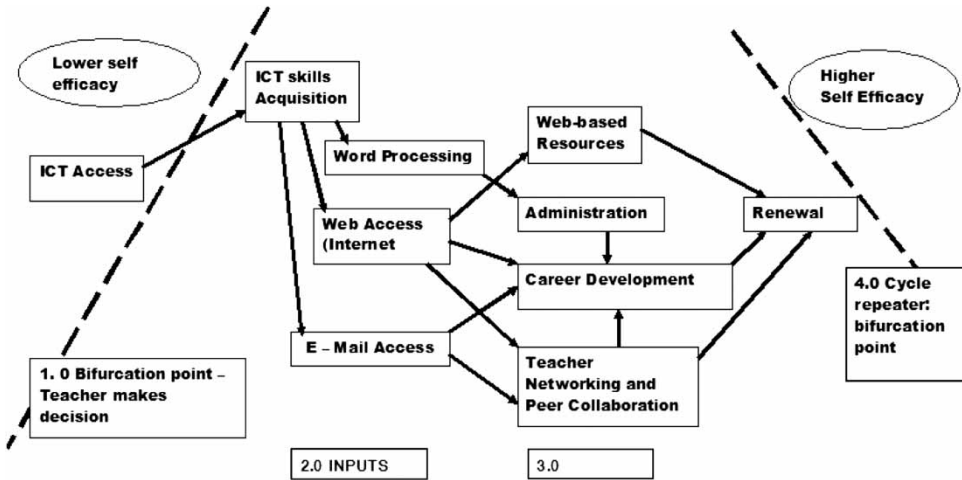 Lower self
efficacy
ICT skills
Acquisition
Higher
Self Efficacy
Web-based
Resources
Word Processing
ICT Access
Administration
Renewal
Web Access
(Internet
Career Development
4.0 Cycle
repeater:
bifurcation
point
E – Mail Access
Teacher
Networking and
Peer Collaboration
1. 0 Bifurcation point –
Teacher makes
decision
2.0 INPUTS
3.0